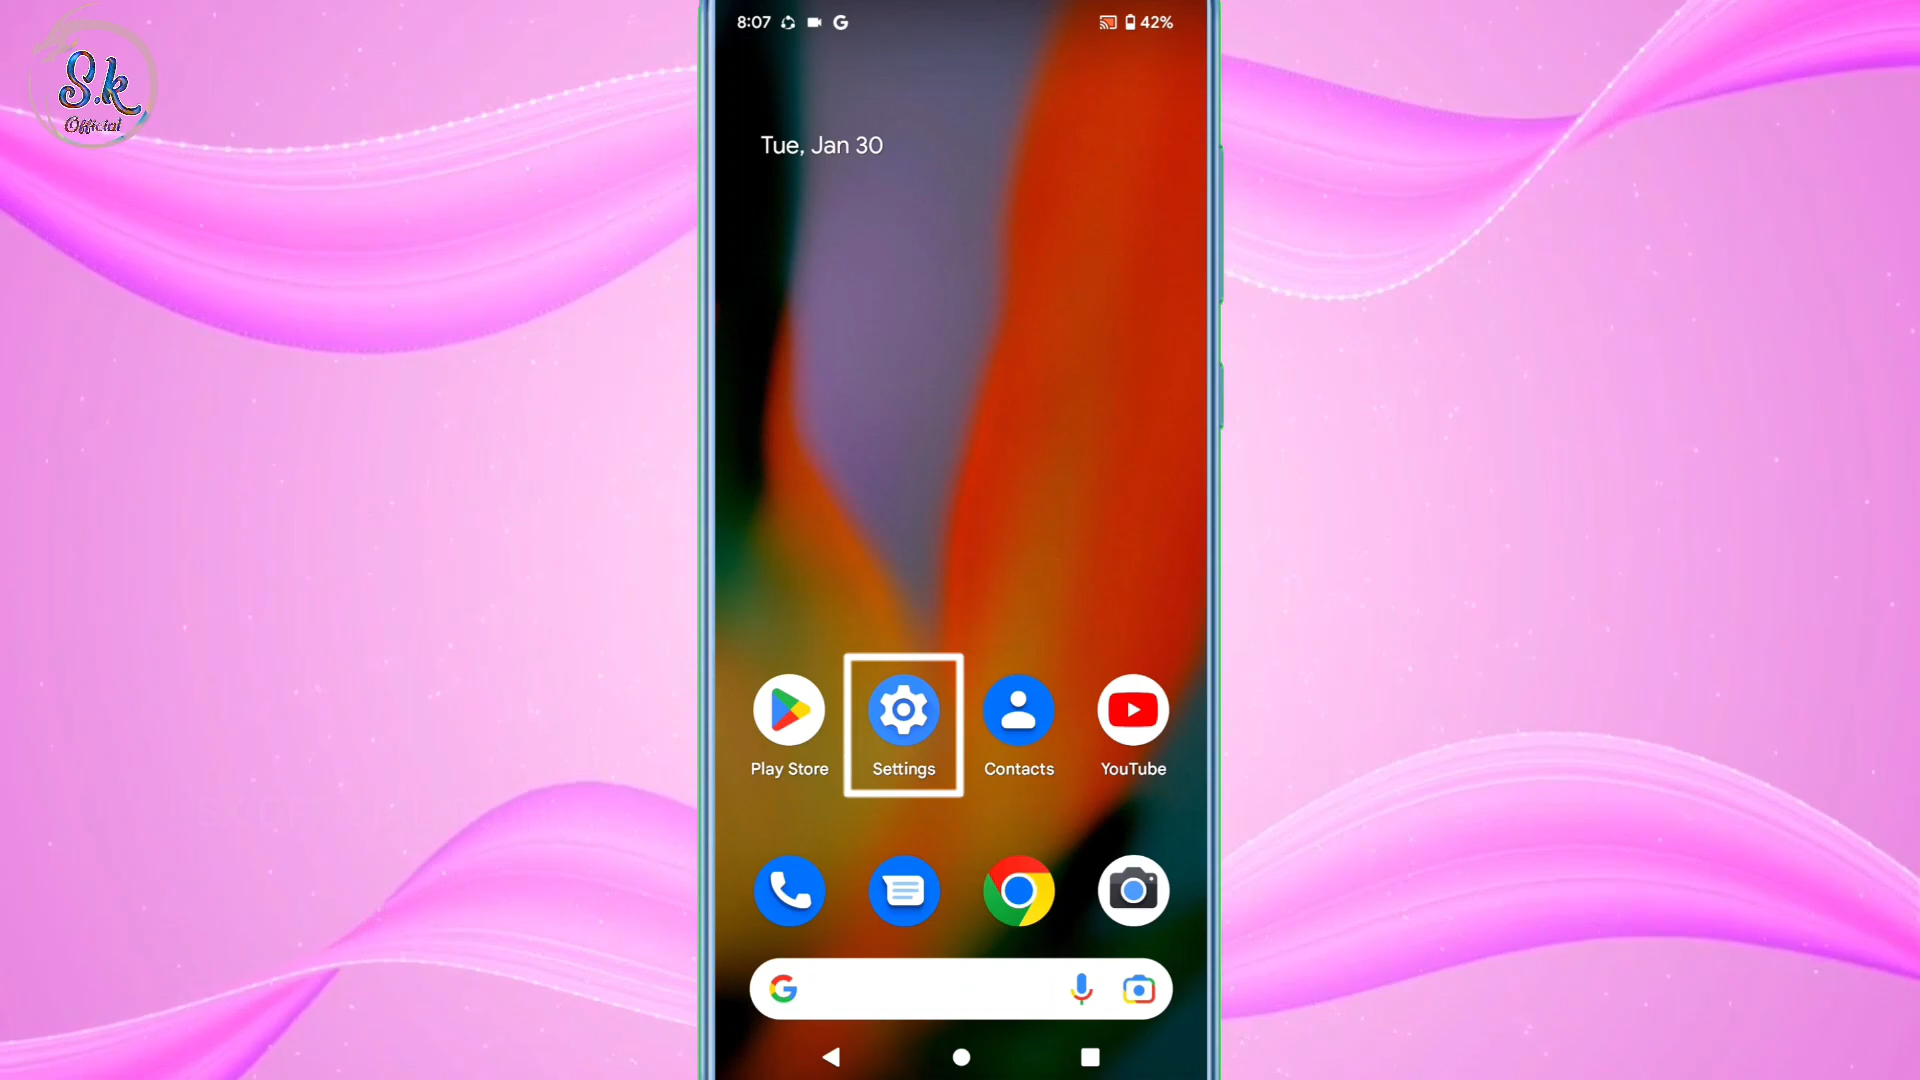 S.k
Official
8:07
42%
Tue, Jan 30
Play Store
Settings
Contacts
YouTube